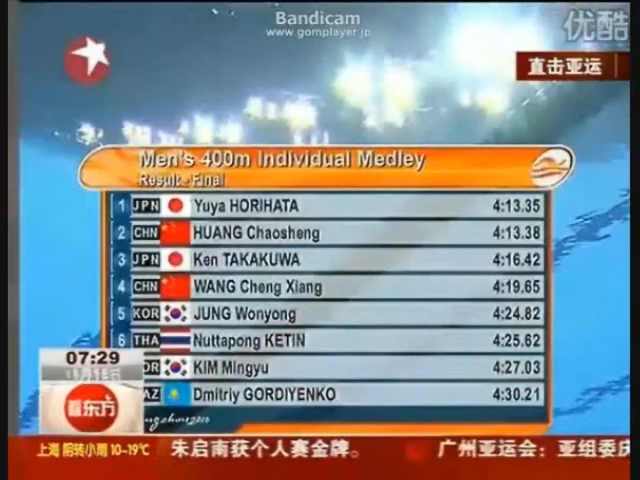 Bandicam
www.gomplayer.jp
优酷
直击亚运
Men's 400m Individual Medley
Result - Final
1 JPN Yuya HORIHATA 4:13.35
2 CHN HUANG Chaosheng 4:13.38
3 JPN Ken TAKAKUWA 4:16.42
4 CHN WANG Cheng Xiang 4:19.65
5 KOR JUNG Wonyong 4:24.82
6 THA Nuttapong KETIN 4:25.62
OR KIM Mingyu 4:27.03
AZ Dmitriy GORDIYENKO 4:30.21
07:29
看东方
上海 阴转小雨 10-19℃ 朱启南获个人赛金牌。 广州亚运会：亚组委庆